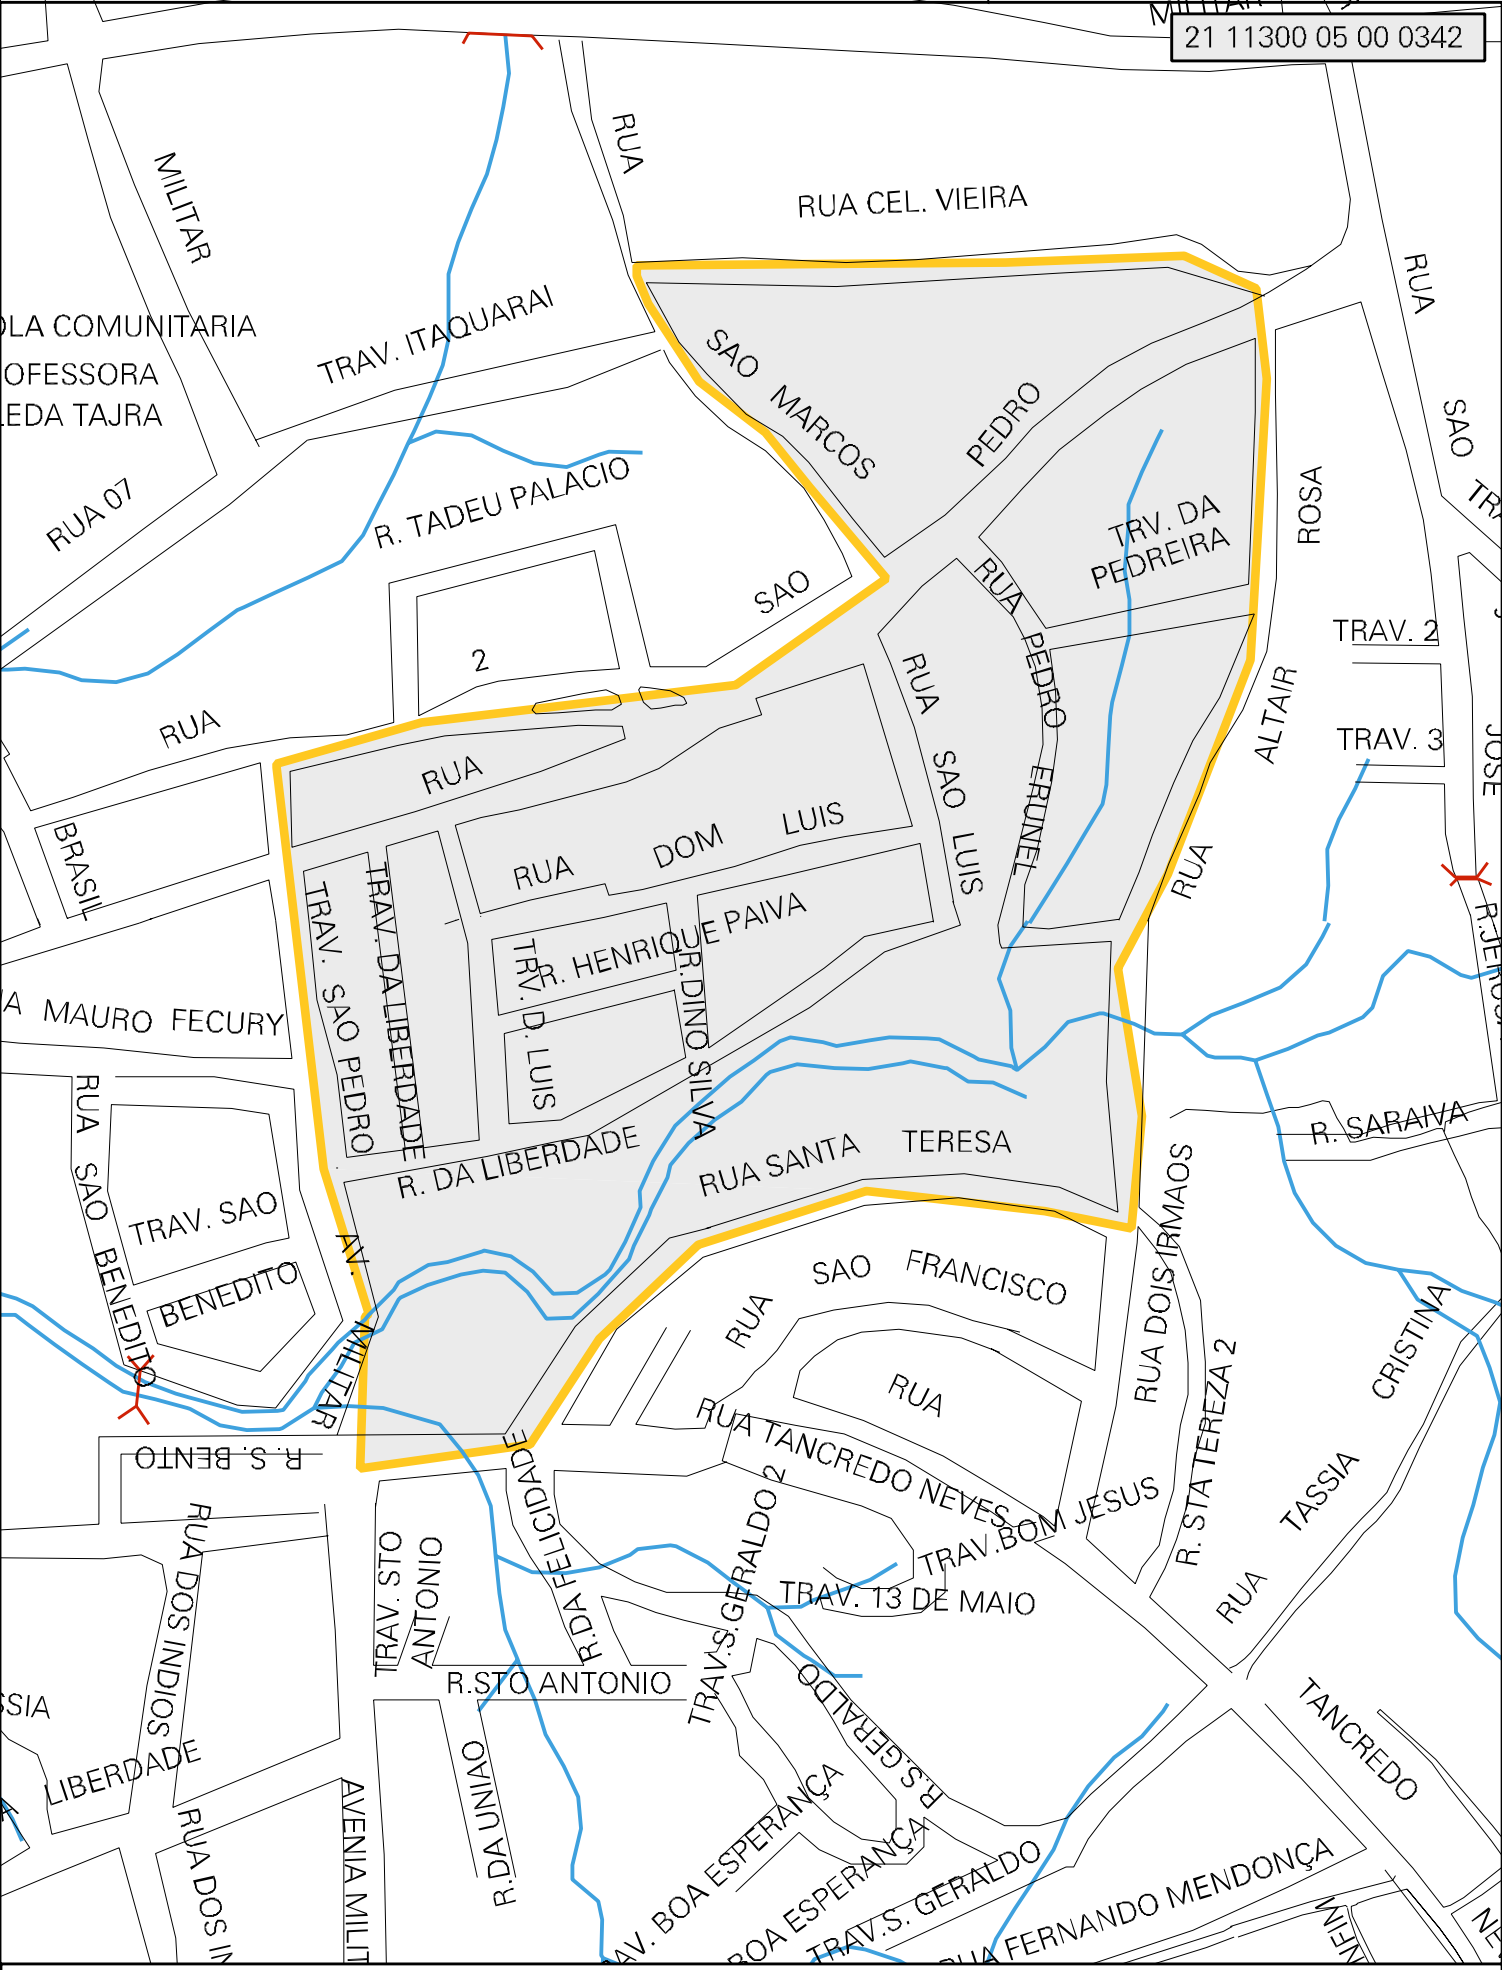 MILITAR
21 11300 05 00 0342
RUA
MILITAR
RUA CEL. VIEIRA
RUA
OLA COMUNITARIA
OFESSORA
LEDA TAJRA
TRAV. ITAQUARAI
SAO MARCOS
PEDRO
SAO
RUA 07
R. TADEU PALACIO
TRV. DA
PEDREIRA
ROSA
SAO
RUA PEDRO ERUNEL
TRAV. 2
2
RUA
RUA SAO LUIS
ALTAIR
TRAV. 3
JOSE
RUA
BRASIL
RUA DOM LUIS
RUA
TRAV. SAO PEDRO
TRAV. DA LIBERDADE
TRV. D. LUIS
R. HENRIQUE PAIVA
R.DINO SILVA
MAURO FECURY
RUA SAO BENEDITO
R. SARAIVA
R. DA LIBERDADE
RUA SANTA TERESA
TRAV. SAO
BENEDITO
AV. MILITAR
RUA SAO FRANCISCO
RUA DOIS IRMAOS
RUA
CRISTINA
R. S. BENTO
RUA TANCREDO NEVES
R. STA TEREZA 2
TASSIA
RUA
RUA DOS INDIOS
TRAV. STO
ANTONIO
R.DA FELICIDADE
TRAV.S.GERALDO 2
TRAV.BOM JESUS
TRAV. 13 DE MAIO
R.STO ANTONIO
R.S.GERALDO
SSIA
LIBERDADE
TANCREDO
RUA DOS IN
AVENIA MILIT
R.DA UNIAO
AV. BOA ESPERANÇA
BOA ESPERANÇA
TRAV.S. GERALDO
RUA FERNANDO MENDONÇA
NFIM